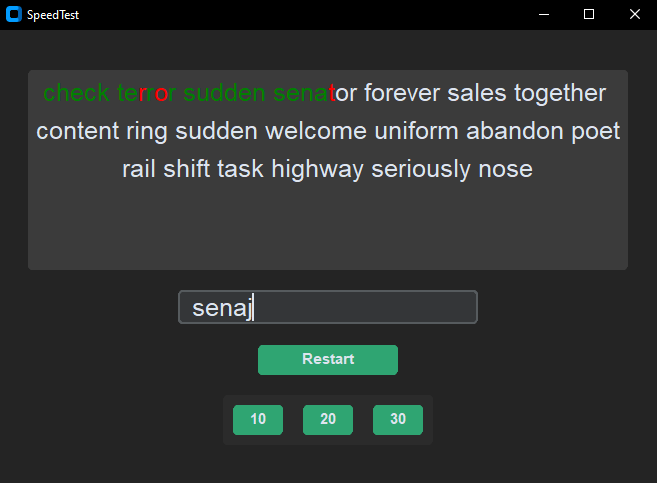 SpeedTest
check terror sudden senator forever sales together
content ring sudden welcome uniform abandon poet
rail shift task highway seriously nose
senaj
Restart
10 20 30